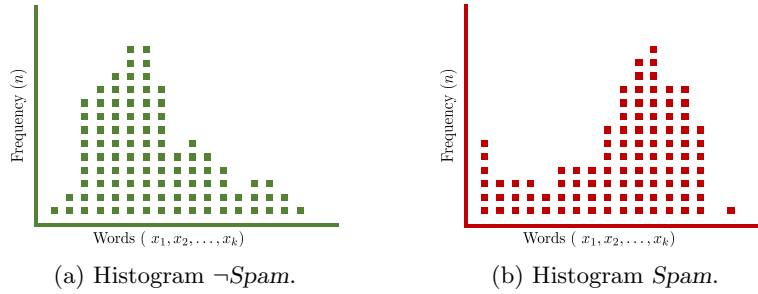 Frequency (n)
Words ( x₁, x₂, . . . , xₖ)
(a) Histogram ¬Spam.
Frequency (n)
Words ( x₁, x₂, . . . , xₖ)
(b) Histogram Spam.